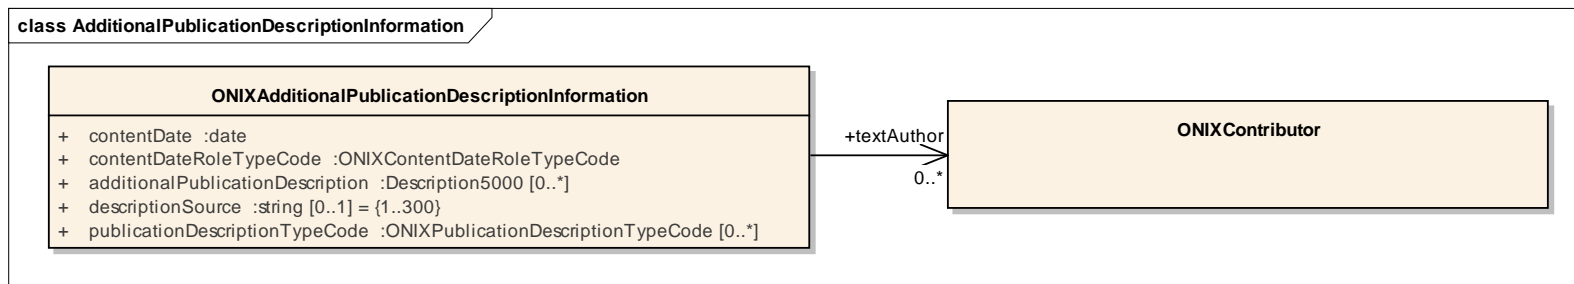 class AdditionalPublicationDescriptionInformation
ONIXAdditionalPublicationDescriptionInformation
+ contentDate :date
+ contentDateRoleTypeCode :ONIXContentDateRoleTypeCode
+ additionalPublicationDescription :Description5000 [0..*]
+ descriptionSource :string [0..1] = {1..300}
+ publicationDescriptionTypeCode :ONIXPublicationDescriptionTypeCode [0..*]
+textAuthor
0..*
ONIXContributor